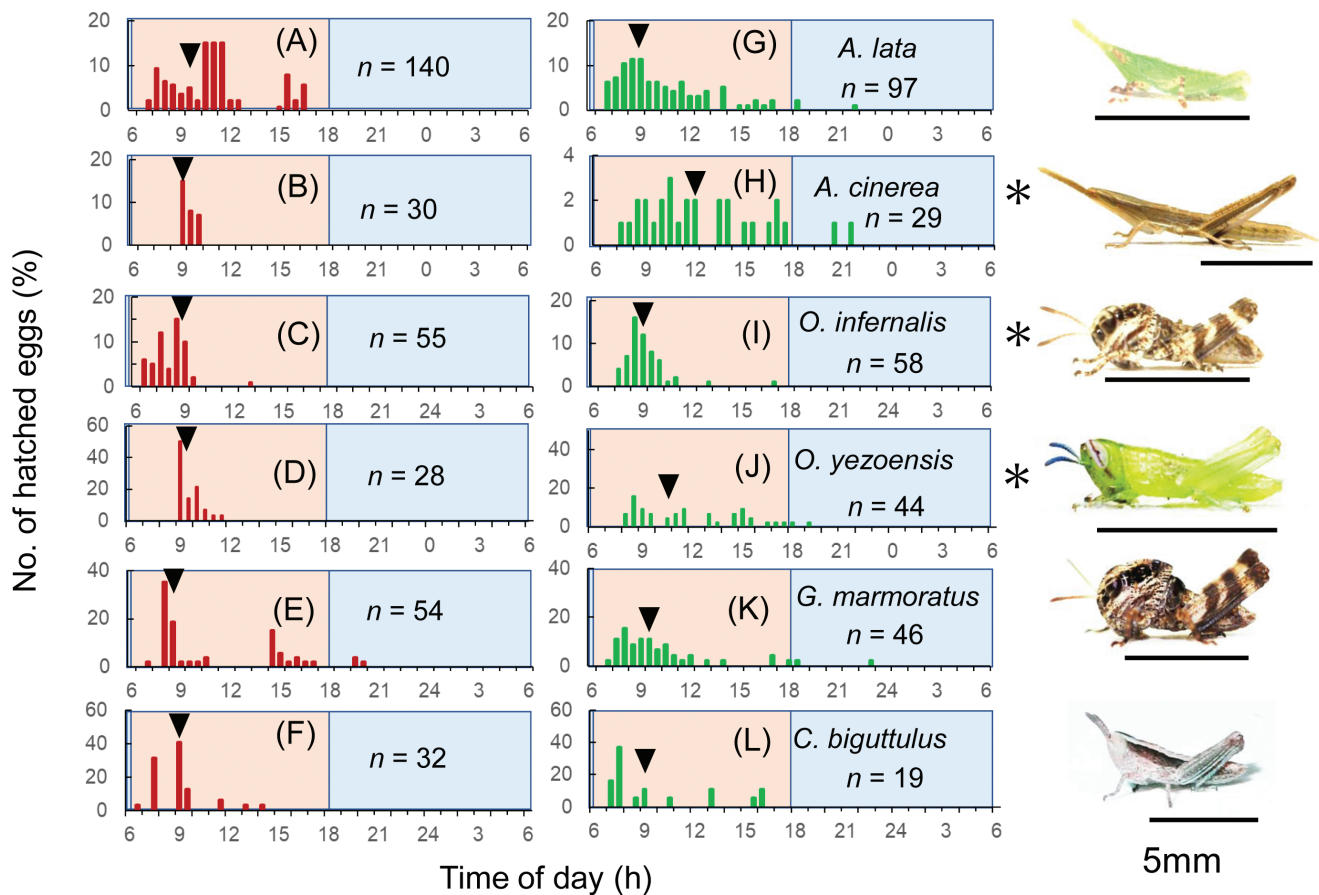 No. of hatched eggs (%)
20
10
0
(A)
n = 140
6 9 12 15 18 21 0 3 6
20
10
0
(G)
A. lata
n = 97
6 9 12 15 18 21 0 3 6
20
10
0
(B)
n = 30
6 9 12 15 18 21 0 3 6
4
2
0
(H)
A. cinerea
n = 29
*
6 9 12 15 18 21 0 3 6
20
10
0
(C)
n = 55
6 9 12 15 18 21 24 3 6
20
10
0
(I)
O. infernalis
n = 58
*
6 9 12 15 18 21 24 3 6
60
40
20
0
(D)
n = 28
6 9 12 15 18 21 0 3 6
40
20
0
(J)
O. yezoensis
n = 44
*
6 9 12 15 18 21 0 3 6
40
20
0
(E)
n = 54
6 9 12 15 18 21 24 3 6
40
20
0
(K)
G. marmoratus
n = 46
6 9 12 15 18 21 0 3 6
60
40
20
0
(F)
n = 32
6 9 12 15 18 21 24 3 6
60
40
20
0
(L)
C. biguttulus
n = 19
6 9 12 15 18 21 0 3 6
Time of day (h)
5mm